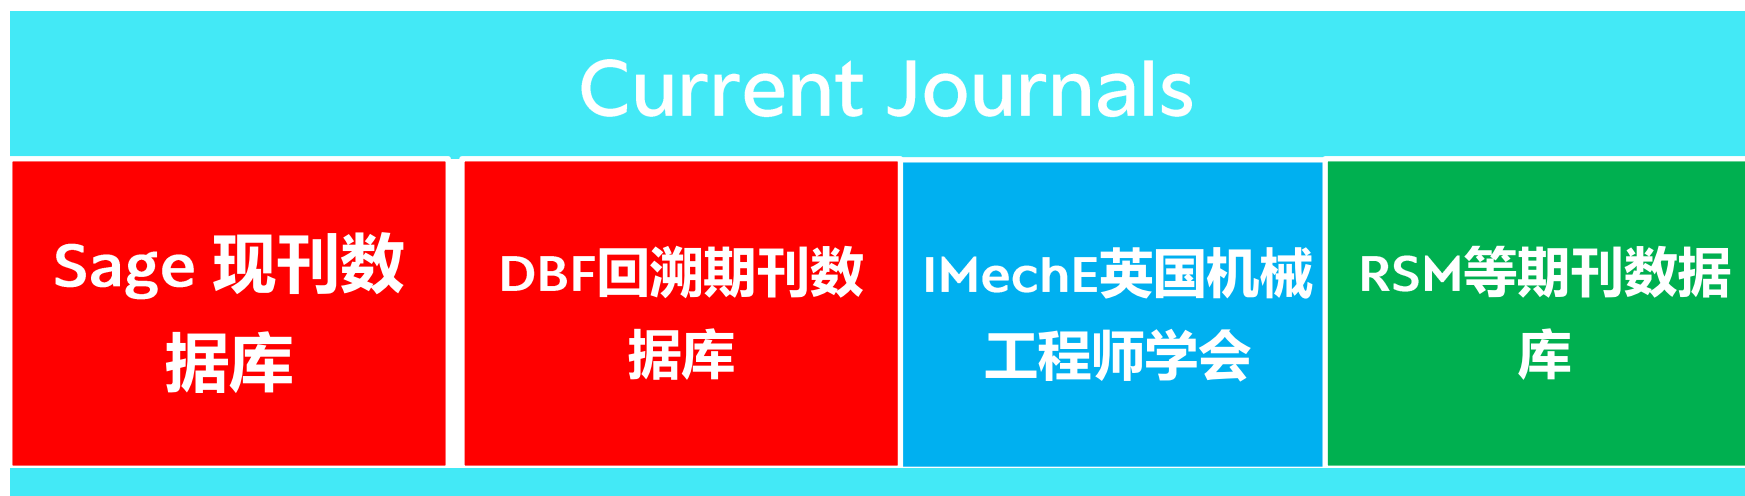 Current Journals
Sage 现刊数
据库
DBF回溯期刊数
据库
IMechE英国机械
工程师学会
RSM等期刊数据
库